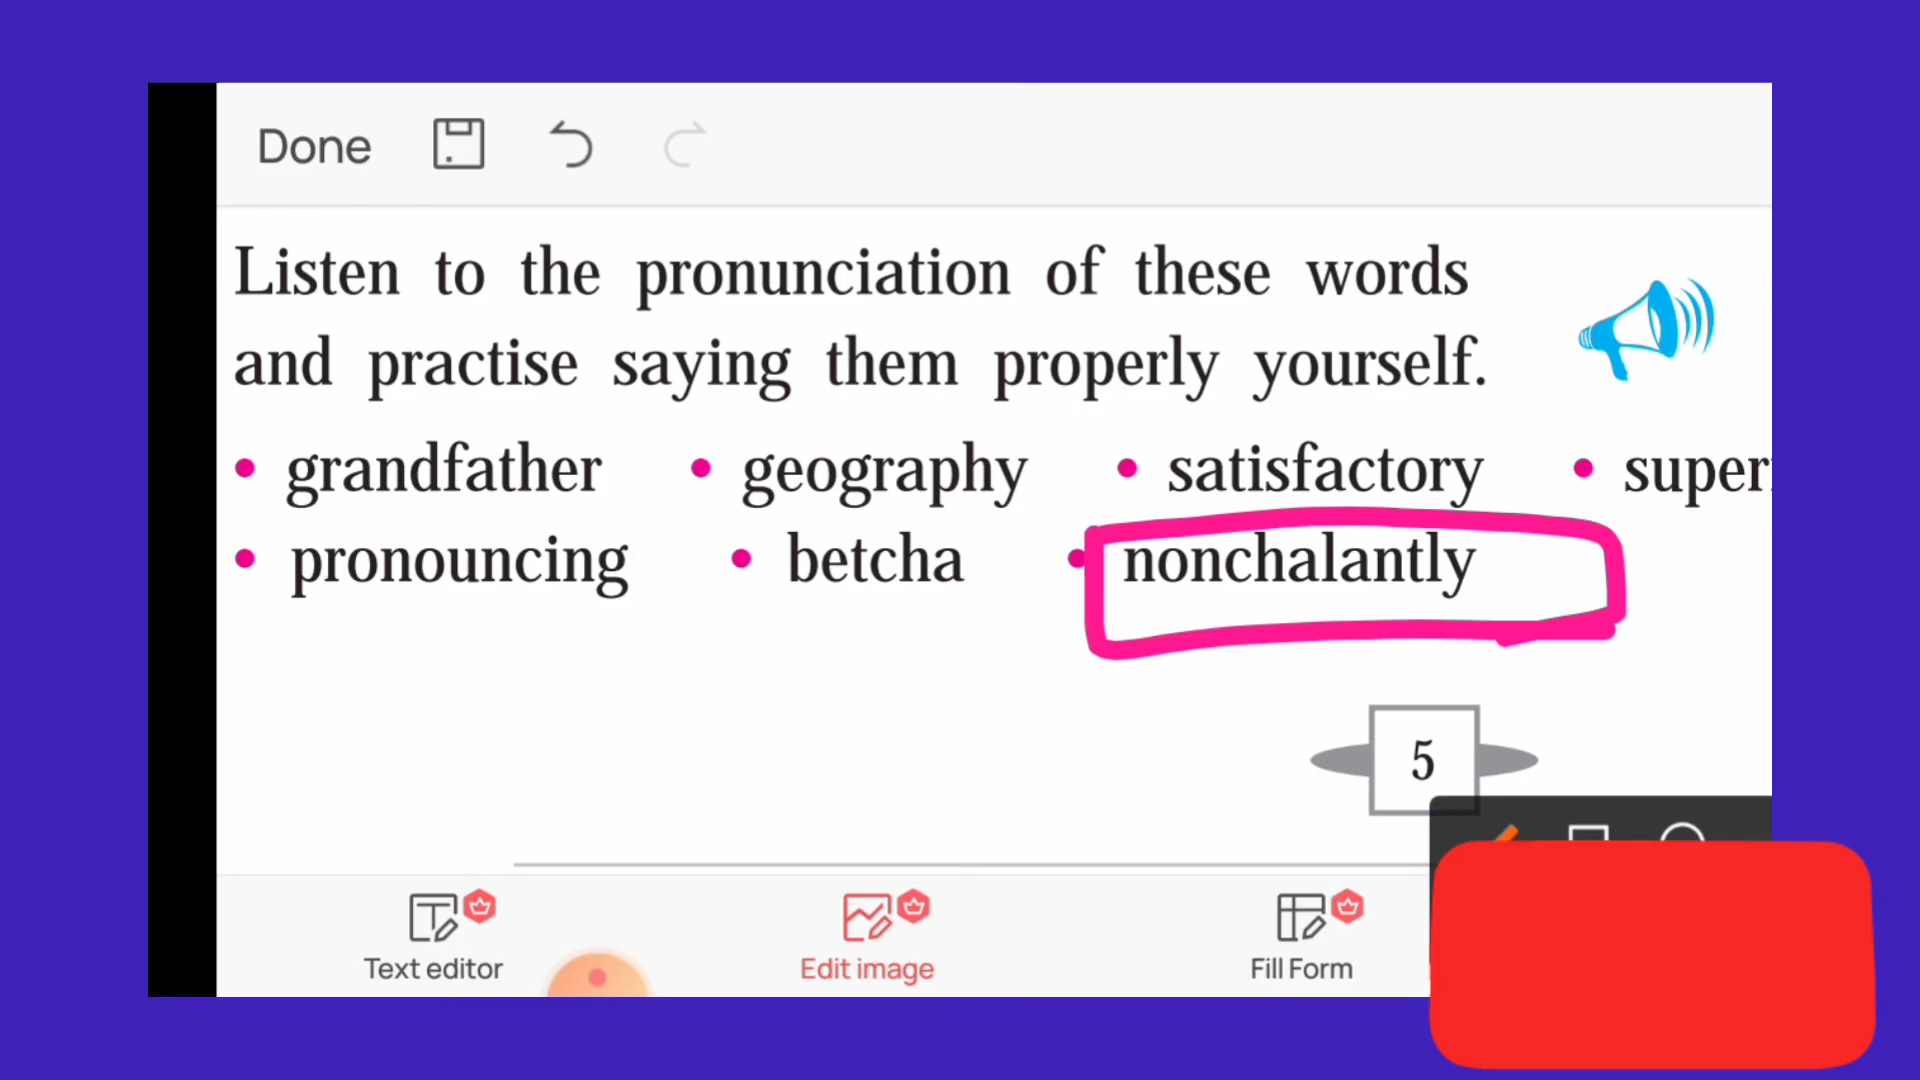 Done
Listen to the pronunciation of these words
and practise saying them properly yourself.
• grandfather • geography • satisfactory
• pronouncing • betcha • nonchalantly
5
Text editor Edit image Fill Form